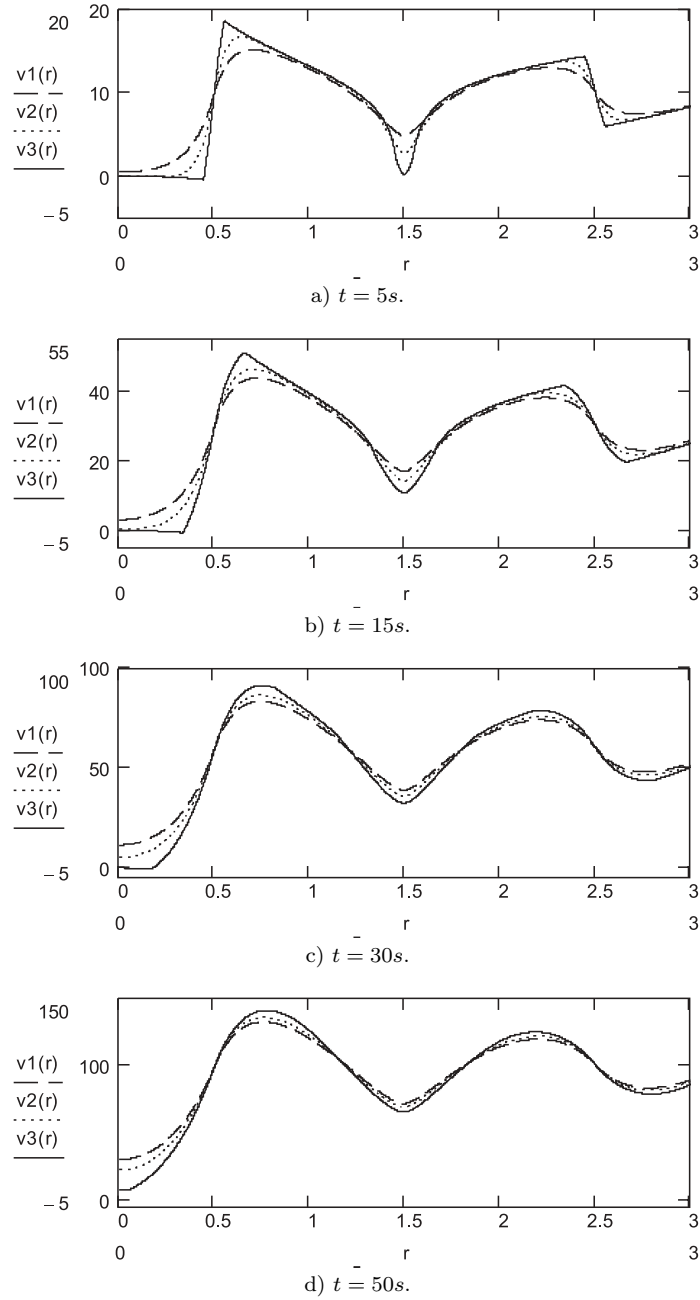 20
20
v1(r)
10
v2(r)
v3(r)
0
– 5
0 0.5 1 1.5 2 2.5 3
0 r 3
a) t = 5s.
55
v1(r)
40
v2(r)
20
v3(r)
0
– 5
0 0.5 1 1.5 2 2.5 3
0 r 3
b) t = 15s.
100
100
v1(r)
v2(r)
50
v3(r)
0
– 5
0 0.5 1 1.5 2 2.5 3
0 r 3
c) t = 30s.
150
v1(r)
100
v2(r)
v3(r)
– 5
0
0 0.5 1 1.5 2 2.5 3
0 r 3
d) t = 50s.